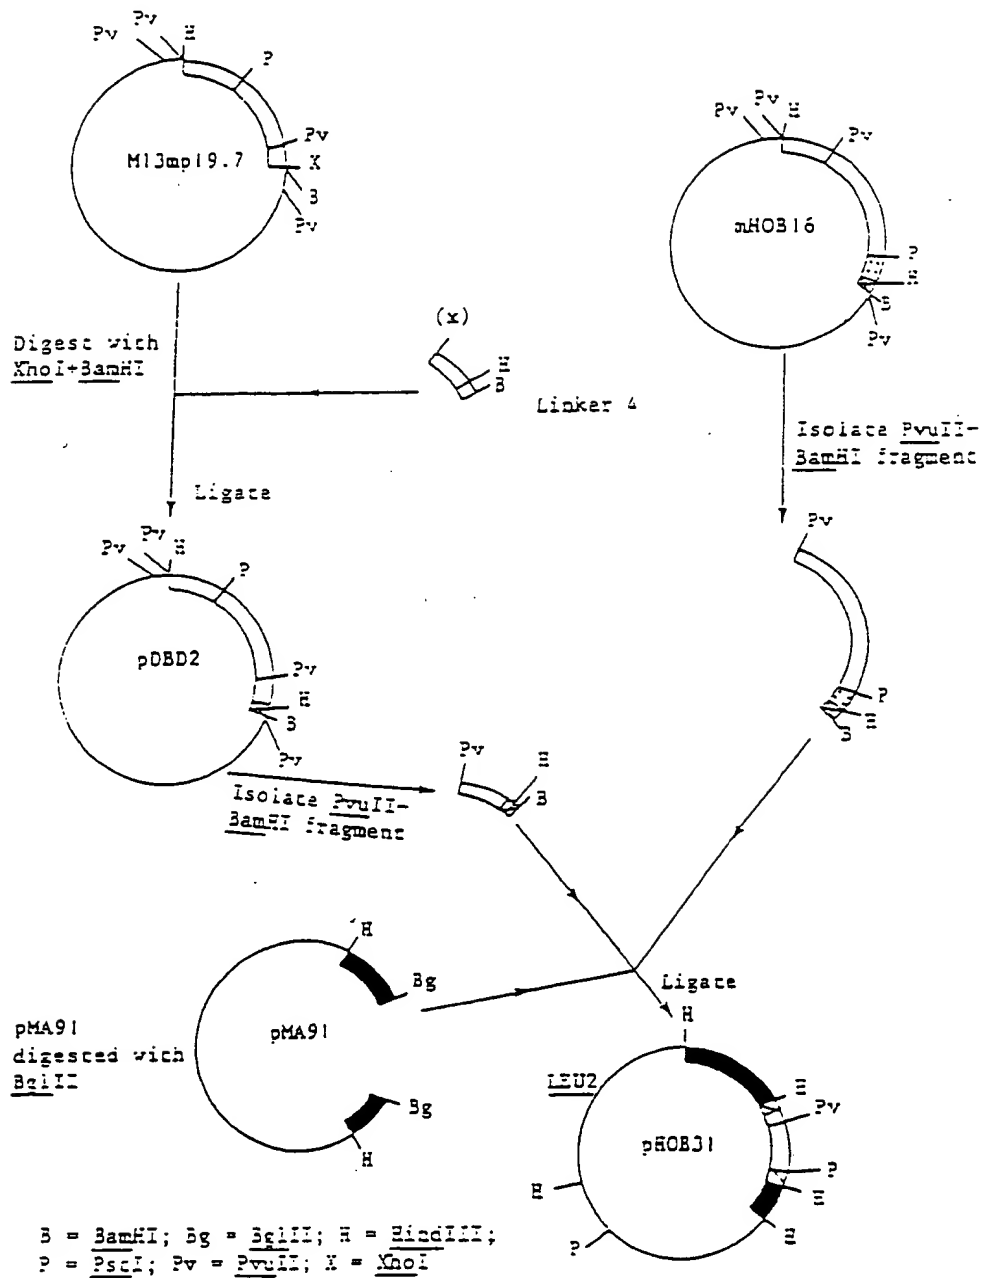 Pv
Pv
H
P
Pv
X
B
Pv
M13mp19.7
Pv
Pv
H
Pv
P
H
B
Pv
mHOB16
Digest with
XhoI+BamHI
(x)
H
B
Linker 4
Isolate PvuII-
BamHI fragment
Ligate
Pv
Pv
H
P
Pv
H
B
Pv
pDBD2
Pv
P
H
B
Isolate PvuII-
BamHI fragment
Pv
H
B
H
Bg
pMA91
Bg
H
pMA91
digested with
BglII
Ligate
H
LEU2
H
Pv
pHOB31
P
H
H
H
P
B = BamHI; Bg = BglII; H = HindIII;
P = PstI; Pv = PvuII; X = XhoI